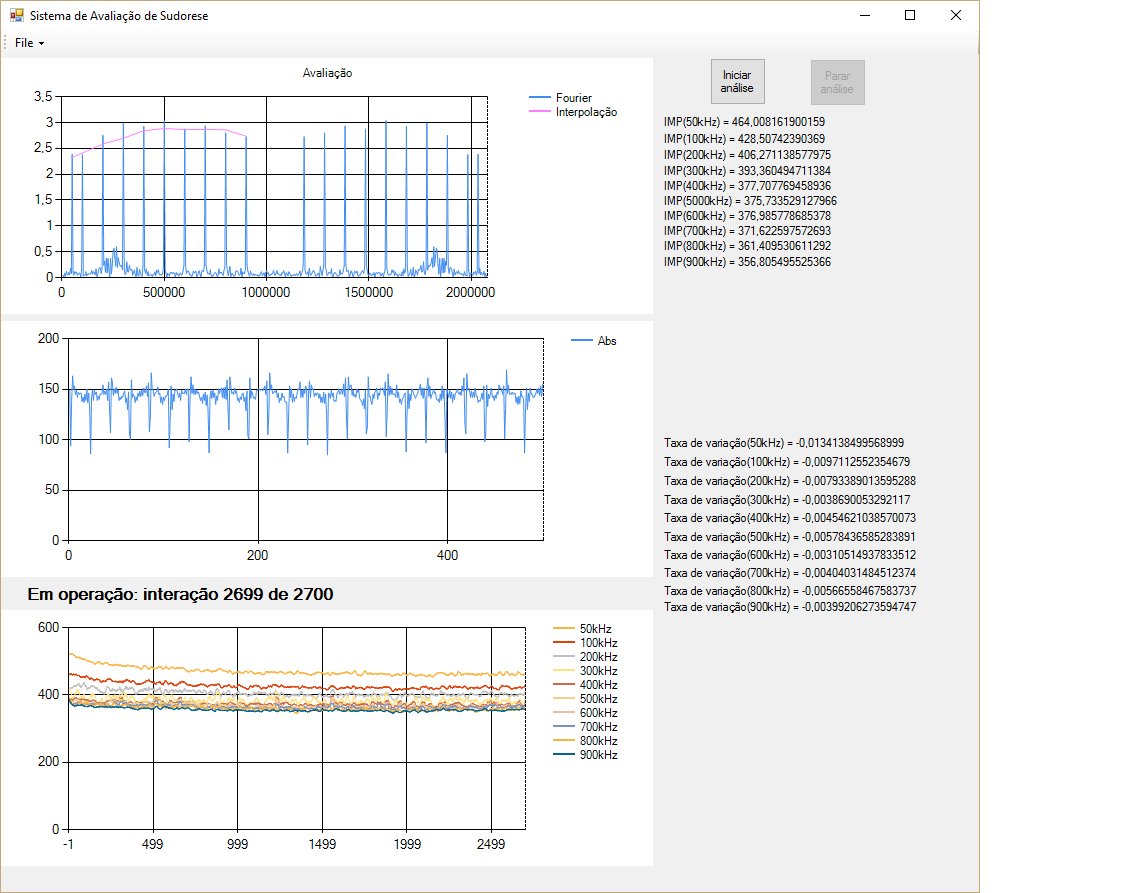 Sistema de Avaliação de Sudorese
File
Avaliação
3,5
3
2,5
2
1,5
1
0,5
0
0
500000
1000000
1500000
2000000
Fourier
Interpolação
Iniciar
análise
Parar
análise
IMP(50kHz) = 464,008161900159
IMP(100kHz) = 428,50742390369
IMP(200kHz) = 406,271138577975
IMP(300kHz) = 393,360494711384
IMP(400kHz) = 377,707769458936
IMP(5000kHz) = 375,733529127966
IMP(600kHz) = 376,985778685378
IMP(700kHz) = 371,622597572693
IMP(800kHz) = 361,409530611292
IMP(900kHz) = 356,805495525366
200
150
100
50
0
0
200
400
Abs
Taxa de variação(50kHz) = -0,0134138499568999
Taxa de variação(100kHz) = -0,0097112552354679
Taxa de variação(200kHz) = -0,00793389013595288
Taxa de variação(300kHz) = -0,0038690053292117
Taxa de variação(400kHz) = -0,00454621038570073
Taxa de variação(500kHz) = -0,00578436585283891
Taxa de variação(600kHz) = -0,00310514937833512
Taxa de variação(700kHz) = -0,00404031484512374
Taxa de variação(800kHz) = -0,00566558467583737
Taxa de variação(900kHz) = -0,00399206273594747
Em operação: interação 2699 de 2700
600
400
200
0
-1
499
999
1499
1999
2499
50kHz
100kHz
200kHz
300kHz
400kHz
500kHz
600kHz
700kHz
800kHz
900kHz